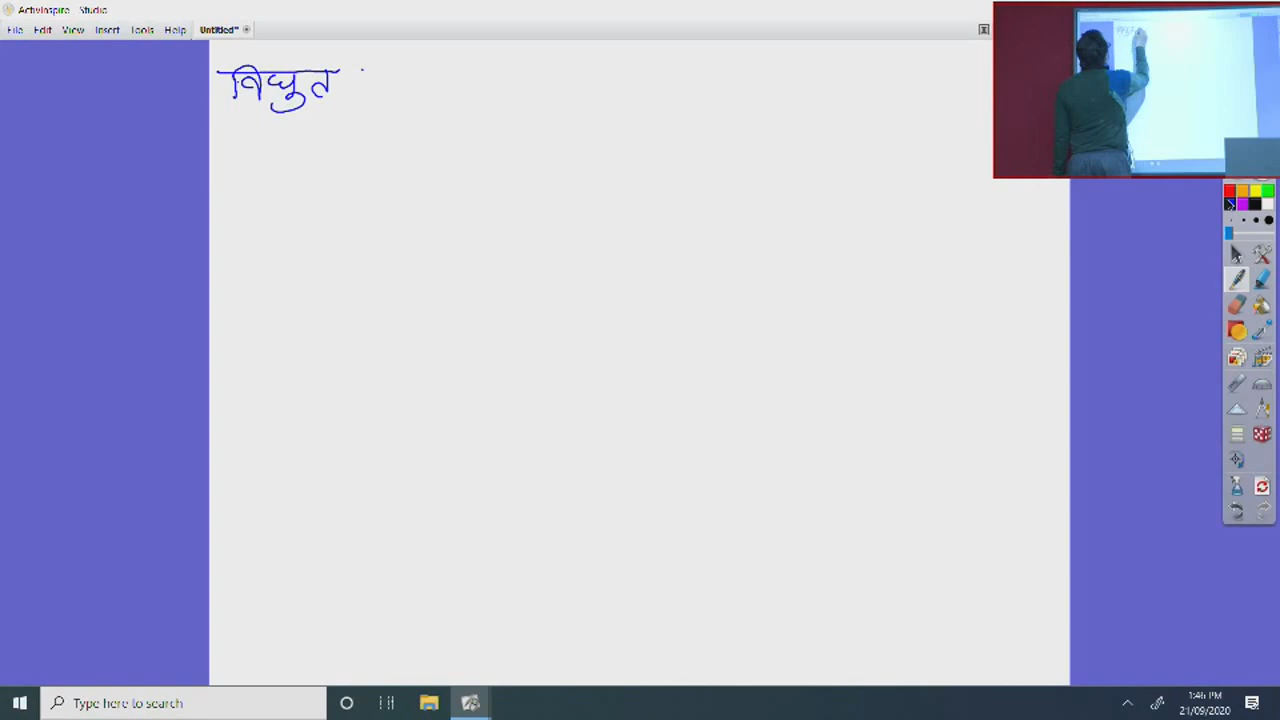 ActivInspire - Studio
File Edit View Insert Tools Help Untitled*
विधुत
Type here to search
1:46 PM
21/09/2020